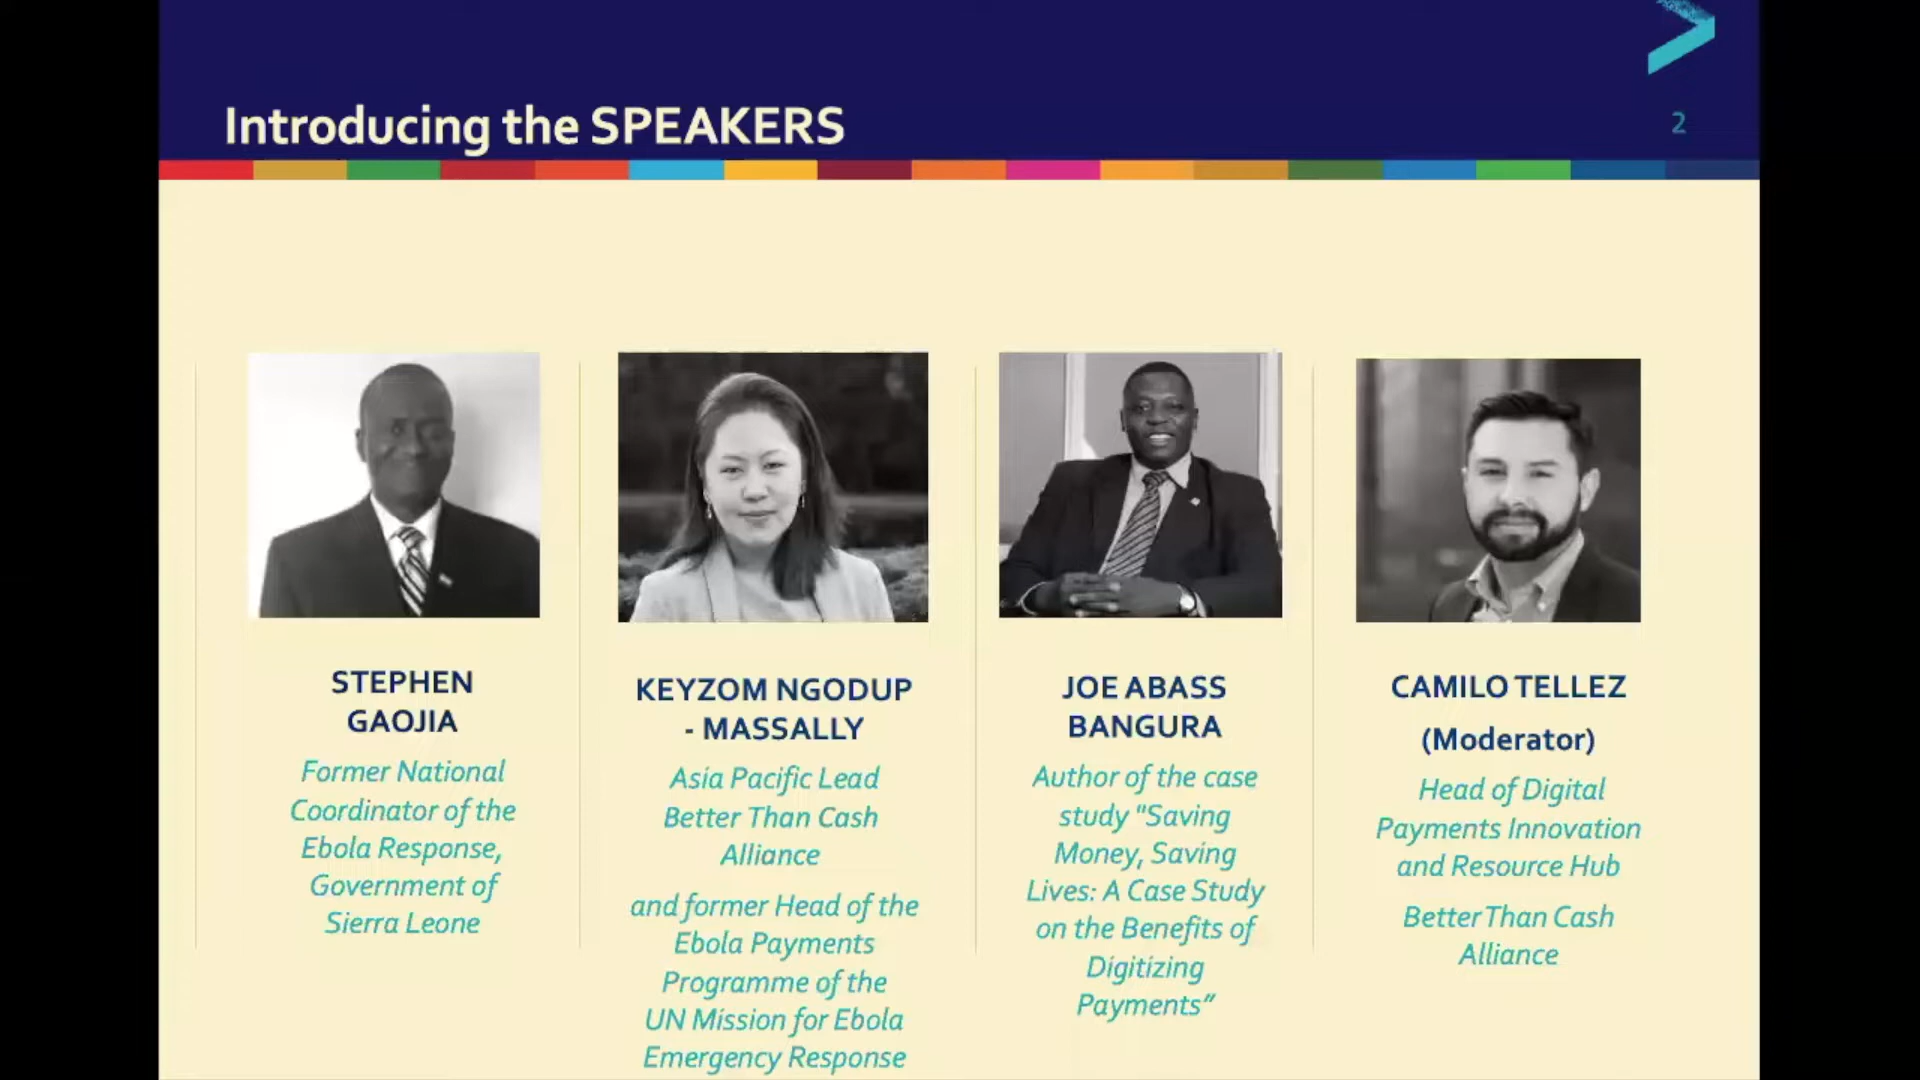 Introducing the SPEAKERS
2
STEPHEN
GAOJIA
Former National
Coordinator of the
Ebola Response,
Government of
Sierra Leone
KEYZOM NGODUP
- MASSALLY
Asia Pacific Lead
Better Than Cash
Alliance
and former Head of the
Ebola Payments
Programme of the
UN Mission for Ebola
Emergency Response
JOE ABASS
BANGURA
Author of the case
study "Saving
Money, Saving
Lives: A Case Study
on the Benefits of
Digitizing
Payments”
CAMILO TELLEZ
(Moderator)
Head of Digital
Payments Innovation
and Resource Hub
Better Than Cash
Alliance